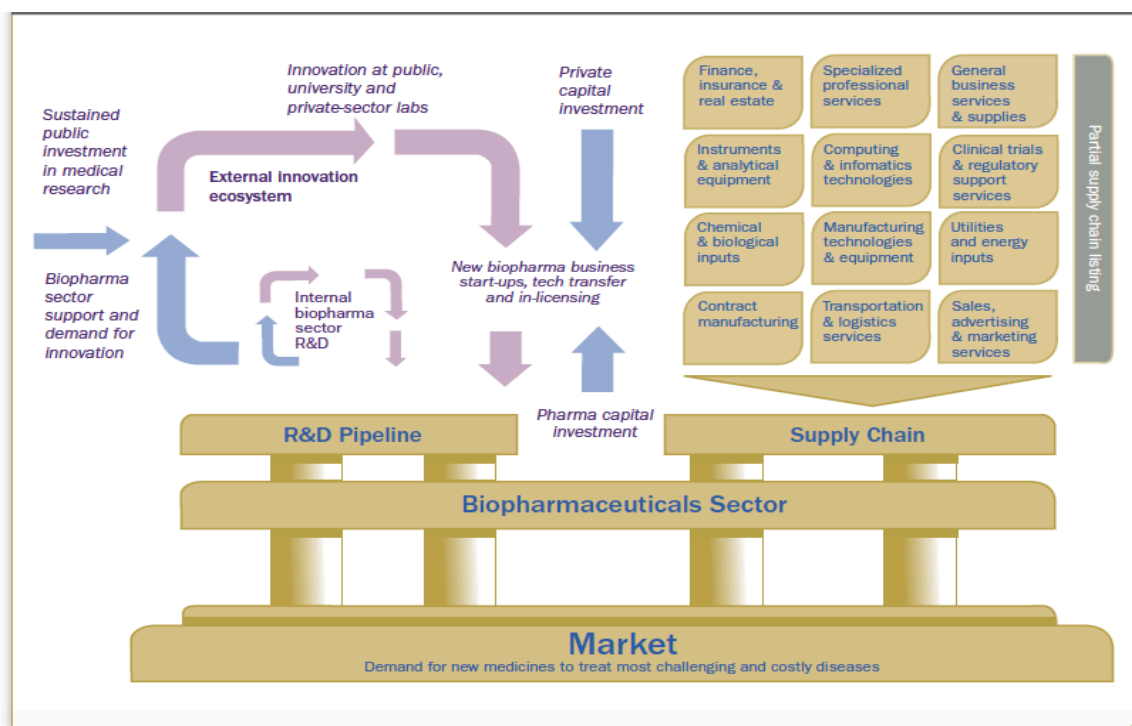 Sustained
public
investment
in medical
research
Innovation at public,
university and
private-sector labs
External innovation
ecosystem
Biopharma
sector
support and
demand for
innovation
Internal
biopharma
sector
R&D
Private
capital
investment
New biopharma business
start-ups, tech transfer
and in-licensing
Pharma capital
investment
Finance,
insurance &
real estate
Specialized
professional
services
General
business
services
& supplies
Instruments
& analytical
equipment
Computing
& infomatics
technologies
Clinical trials
& regulatory
support
services
Chemical
& biological
inputs
Manufacturing
technologies
& equipment
Utilities
and energy
inputs
Contract
manufacturing
Transportation
& logistics
services
Sales,
advertising
& marketing
services
Partial supply chain listing
R&D Pipeline
Supply Chain
Biopharmaceuticals Sector
Market
Demand for new medicines to treat most challenging and costly diseases